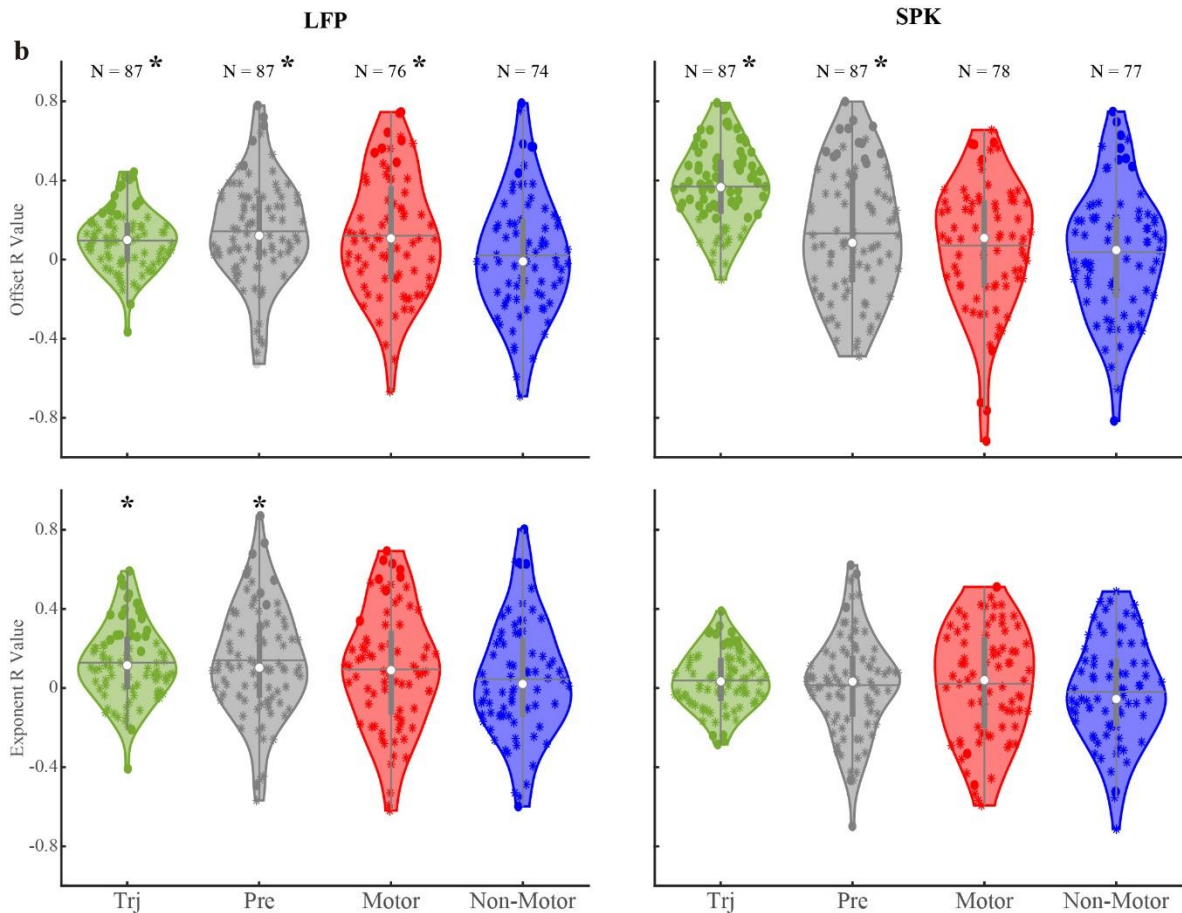 LFP
SPK
b
N = 87 *
N = 87 *
N = 76 *
N = 74
N = 87 *
N = 87 *
N = 78
N = 77
0.8
0.4
0
-0.4
-0.8
Offset R Value
* *
0.8
0.4
0
-0.4
-0.8
Exponent R Value
Trj
Pre
Motor
Non-Motor
Trj
Pre
Motor
Non-Motor